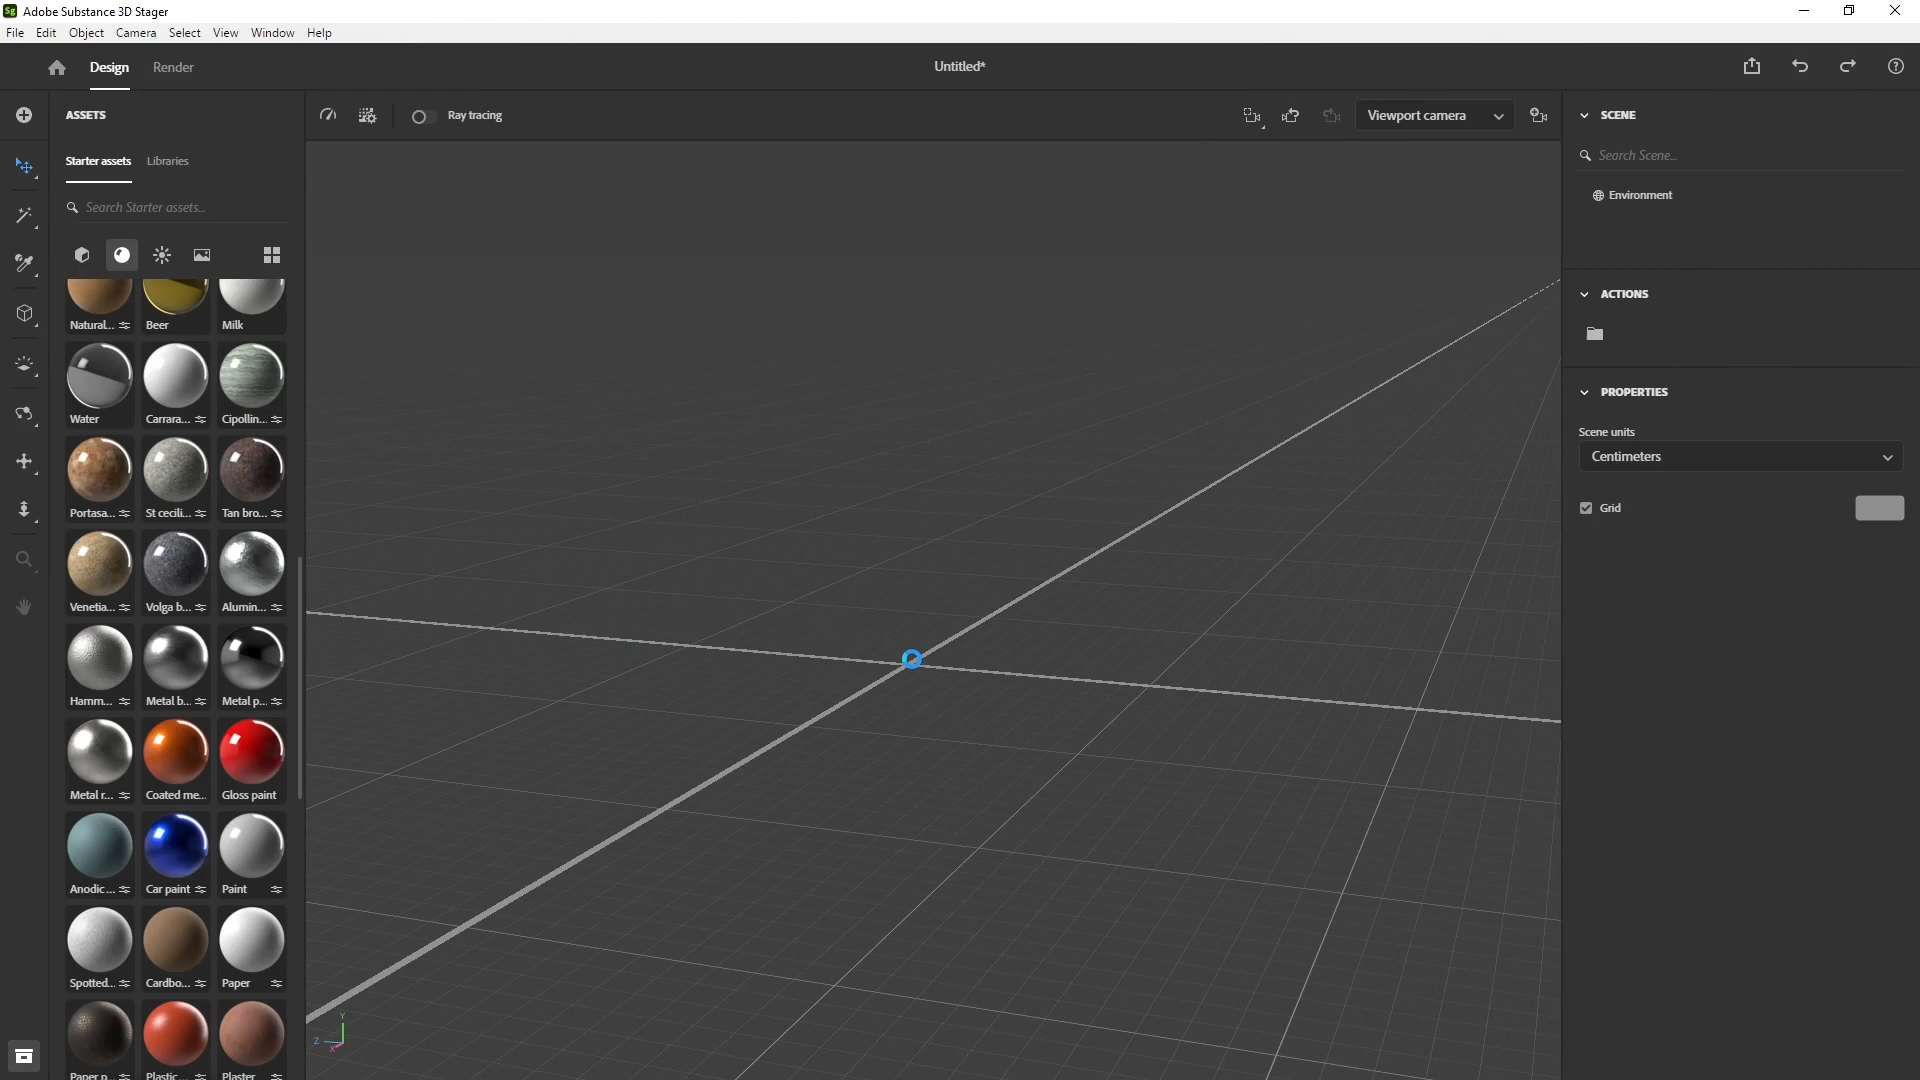 Sg Adobe Substance 3D Stager
File Edit Object Camera Select View Window Help
Design Render
Untitled*
ASSETS
Starter assets Libraries
Search Starter assets...
Natural... Beer Milk
Water Carrara... Cipollin...
Portasa... St cecili... Tan bro...
Venetia... Volga b... Alumin...
Hamm... Metal b... Metal p...
Metal r... Coated me... Gloss paint
Anodic... Car paint Paint
Spotted... Cardbo... Paper
Paper p... Plastic... Plaster
Ray tracing
Viewport camera
Y
Z
X
SCENE
Search Scene...
Environment
ACTIONS
PROPERTIES
Scene units
Centimeters
Grid